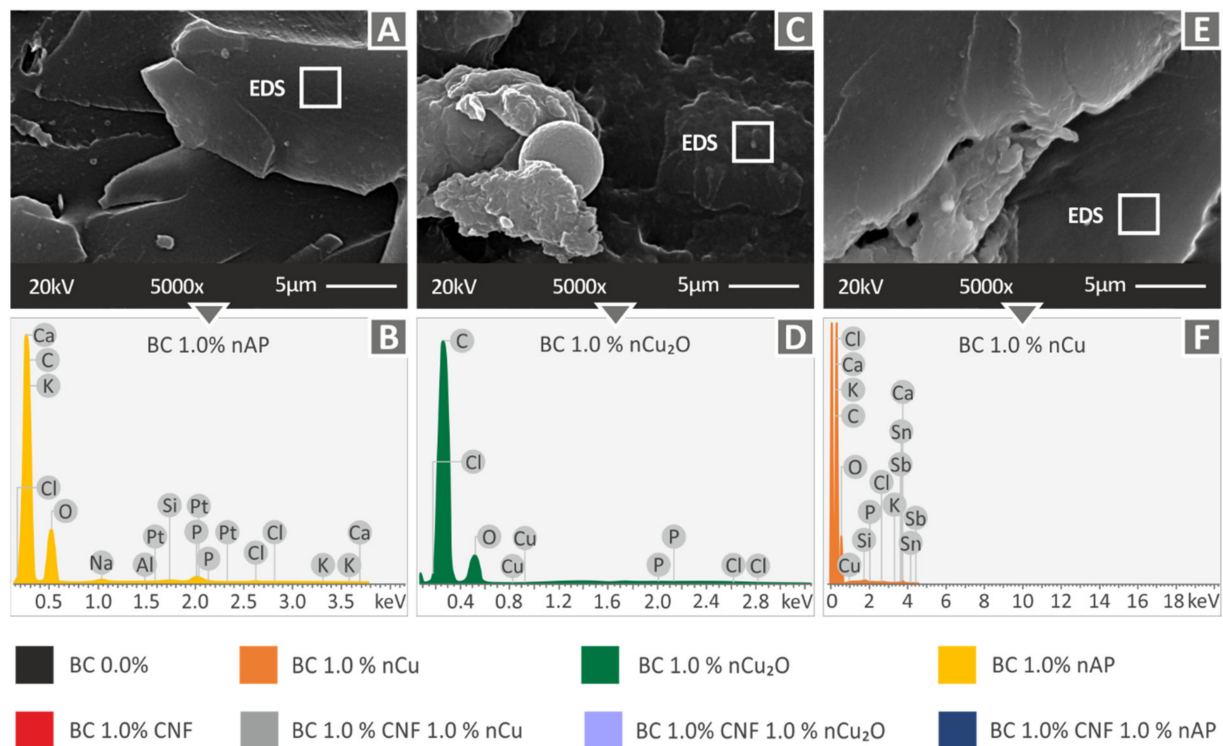 A
EDS
20kV 5000x 5μm
C
EDS
20kV 5000x 5μm
E
EDS
20kV 5000x 5μm
BC 1.0% nAP
B
Ca
C
K
Cl
O
Na
Pt
Al
Si
Pt
P
P
Pt
Cl
Cl
Ca
K
K
0.5 1.0 1.5 2.0 2.5 3.0 3.5 keV
BC 1.0 % nCu₂O
D
C
Cl
O
Cu
Cu
P
P
Cl
Cl
0.4 0.8 1.2 1.6 2.0 2.4 2.8 keV
BC 1.0 % nCu
F
Cl
Ca
K
C
O
Cu
P
Si
Cl
K
Ca
Sn
Sb
Sb
Sn
0 2 4 6 8 10 12 14 16 18 keV
BC 0.0% BC 1.0 % nCu BC 1.0 % nCu₂O BC 1.0% nAP
BC 1.0% CNF BC 1.0 % CNF 1.0 % nCu BC 1.0% CNF 1.0 % nCu₂O BC 1.0% CNF 1.0 % nAP